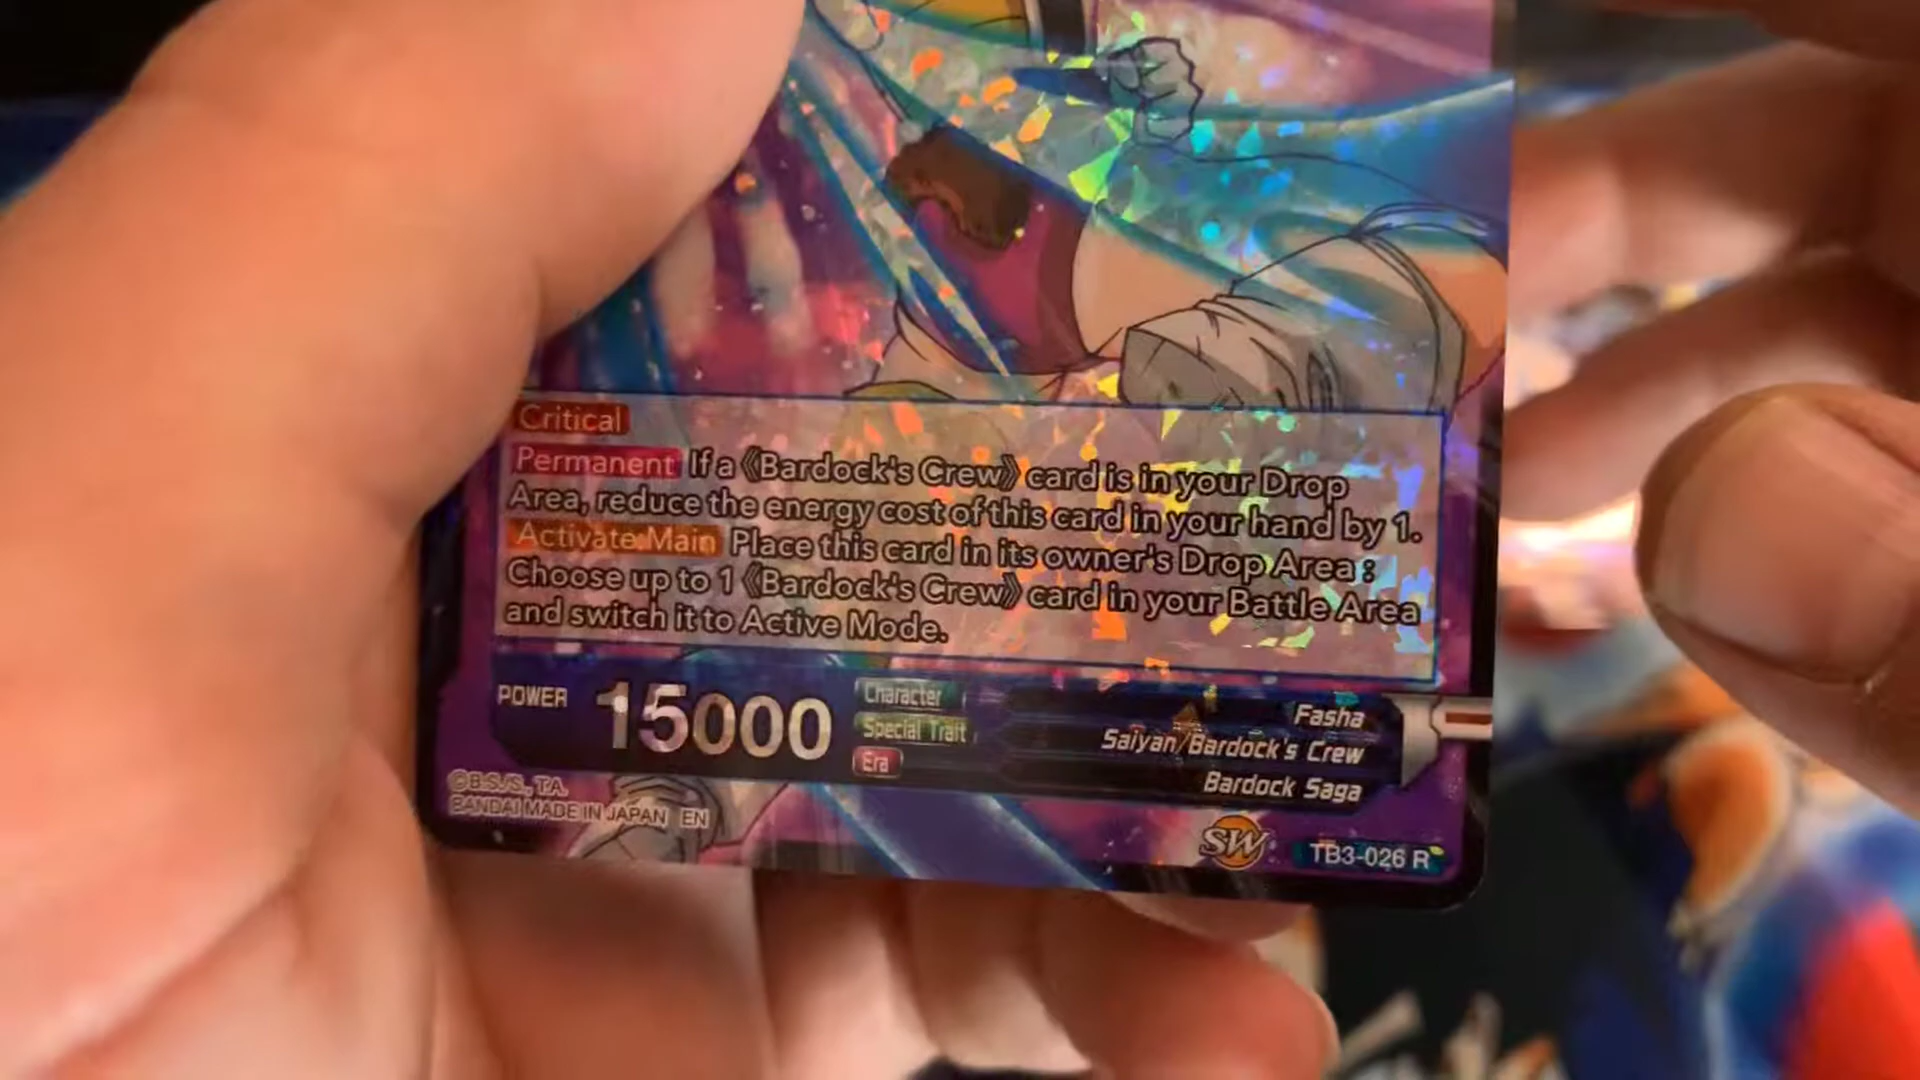 Critical
Permanent If a 《Bardock's Crew》 card is in your Drop
Area, reduce the energy cost of this card in your hand by 1.
Activate:Main Place this card in its owner's Drop Area :
Choose up to 1 《Bardock's Crew》 card in your Battle Area
and switch it to Active Mode.
POWER 15000
Character Fasha
Special Trait Saiyan/Bardock's Crew
Era Bardock Saga
©B.S./S., T.A.
BANDAI MADE IN JAPAN EN
SW TB3-026 R